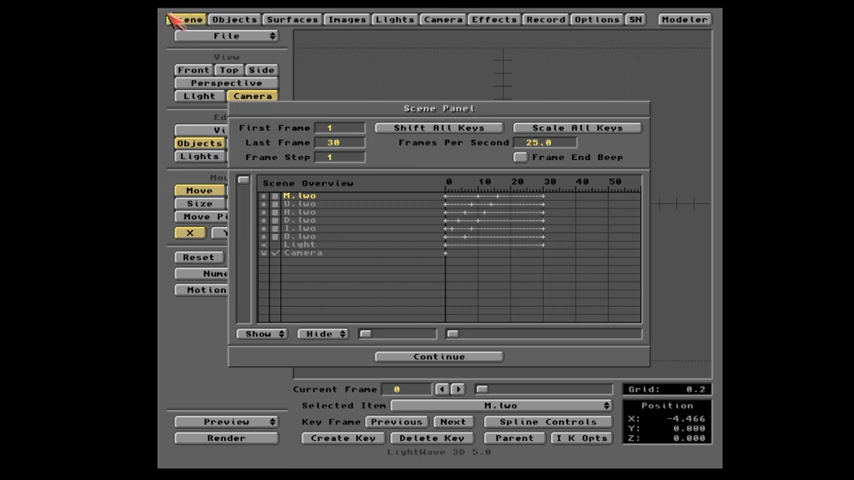 Scene Objects Surfaces Images Lights Camera Effects Record Options SN Modeler
File
View
Front Top Side
Perspective
Light Camera
Scene Panel
First Frame 1 Shift All Keys Scale All Keys
Last Frame 30 Frames Per Second 25.0
Frame Step 1 Frame End Beep
Objects
Lights
Scene Overview 0 10 20 30 40 50
M.lwo
U.lwo
D.lwo
I.lwo
Light
Camera
Move
Size
Move Pi
X Y
Reset
Num
Motion
Show Hide
Continue
Current Frame 0 Grid: 0.2
Selected Item M.lwo Position
X: -4.466
Y: 0.000
Z: 0.000
Preview Key Frame Previous Next Spline Controls
Render Create Key Delete Key Parent I K Opts
LightWave 3D 5.0